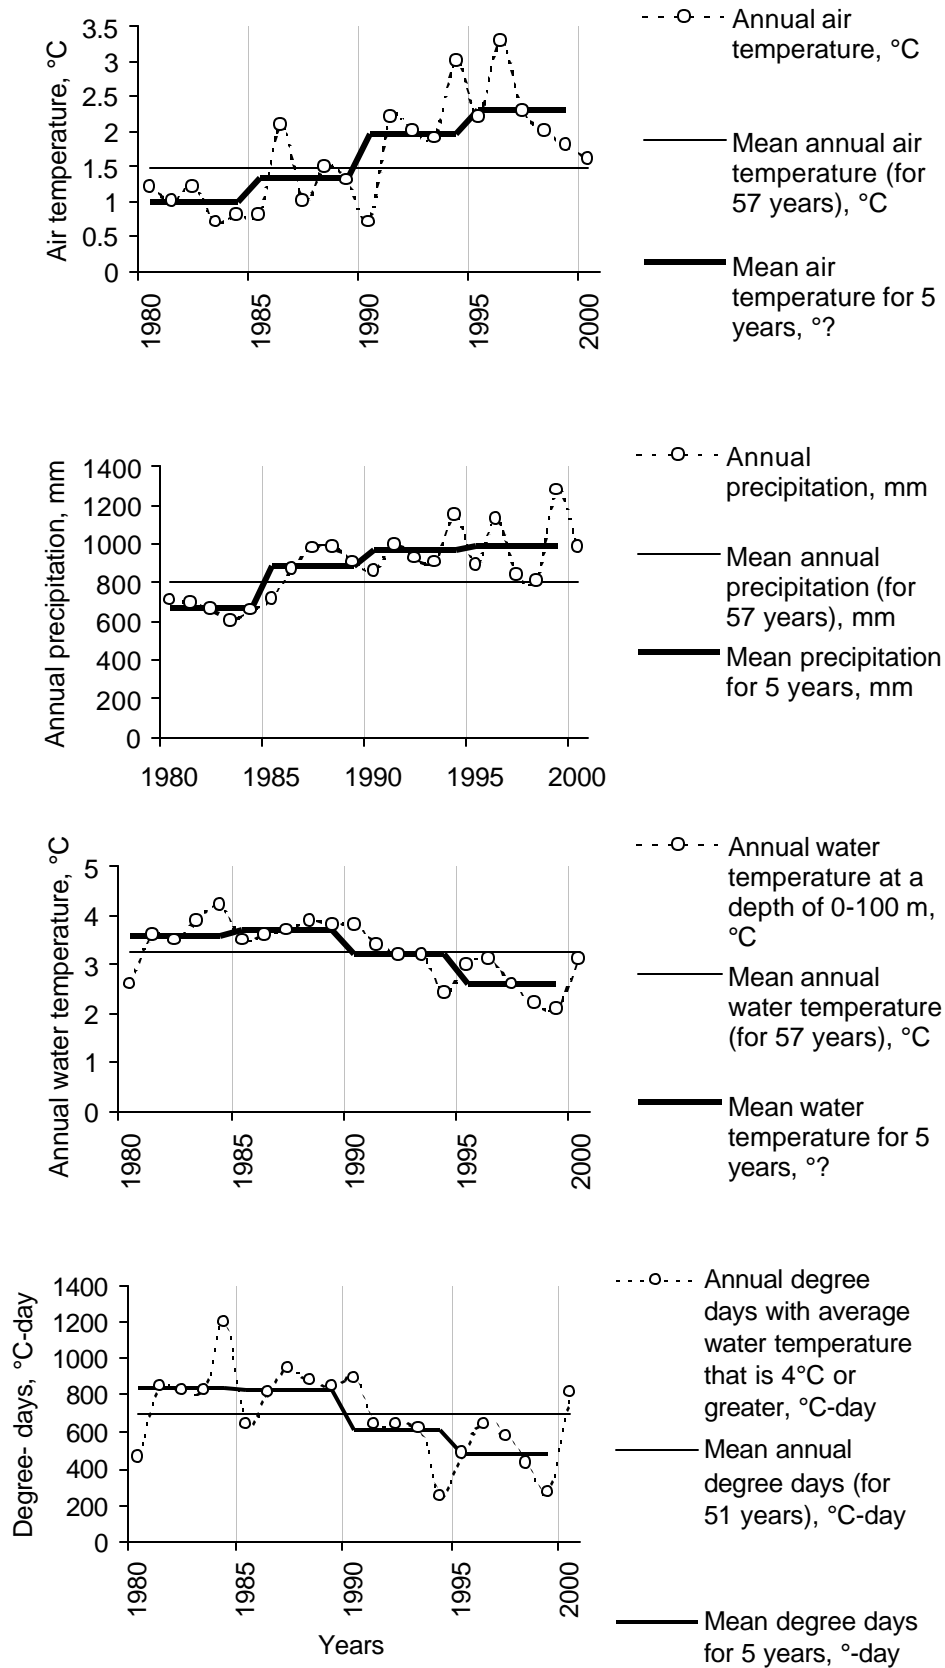 Air temperature, °C
3.5
3
2.5
2
1.5
1
0.5
0
1980
1985
1990
1995
2000
Annual air
temperature, °C
Mean annual air
temperature (for
57 years), °C
Mean air
temperature for 5
years, °?
Annual precipitation, mm
1400
1200
1000
800
600
400
200
0
1980
1985
1990
1995
2000
Annual
precipitation, mm
Mean annual
precipitation (for
57 years), mm
Mean precipitation
for 5 years, mm
Annual water temperature, °C
5
4
3
2
1
0
1980
1985
1990
1995
2000
Annual water
temperature at a
depth of 0-100 m,
°C
Mean annual
water temperature
(for 57 years), °C
Mean water
temperature for 5
years, °?
Degree- days, °C-day
1400
1200
1000
800
600
400
200
0
1980
1985
1990
1995
2000
Years
Annual degree
days with average
water temperature
that is 4°C or
greater, °C-day
Mean annual
degree days (for
51 years), °C-day
Mean degree days
for 5 years, °-day